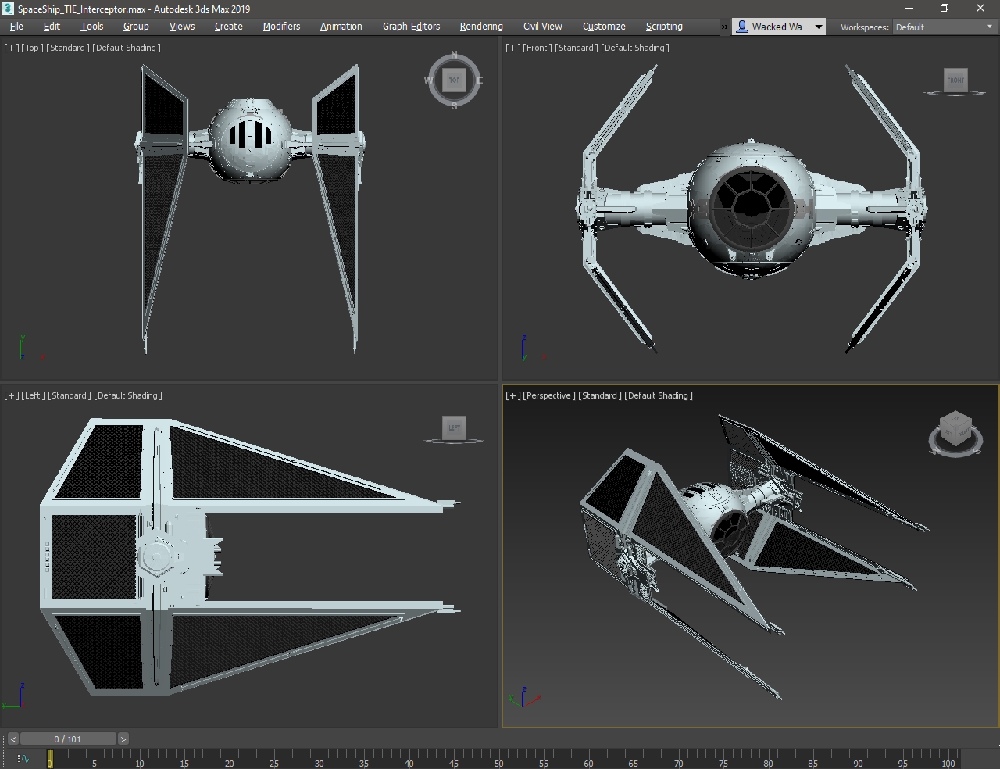 SpaceShip_TIE_Interceptor.max - Autodesk 3ds Max 2019
File Edit Tools Group Views Create Modifiers Animation Graph Editors Rendering Civil View Customize Scripting » Wacked Wa Workspaces: Default
[+] [Top] [Standard] [Default Shading]
[+] [Front] [Standard] [Default Shading]
N
W TOP E
S
FRONT
Y
Z
[+] [Left] [Standard] [Default Shading]
[+] [Perspective] [Standard] [Default Shading]
LEFT
Z
Z
< 0 / 101 >
0 5 10 15 20 25 30 35 40 45 50 55 60 65 70 75 80 85 90 95 100